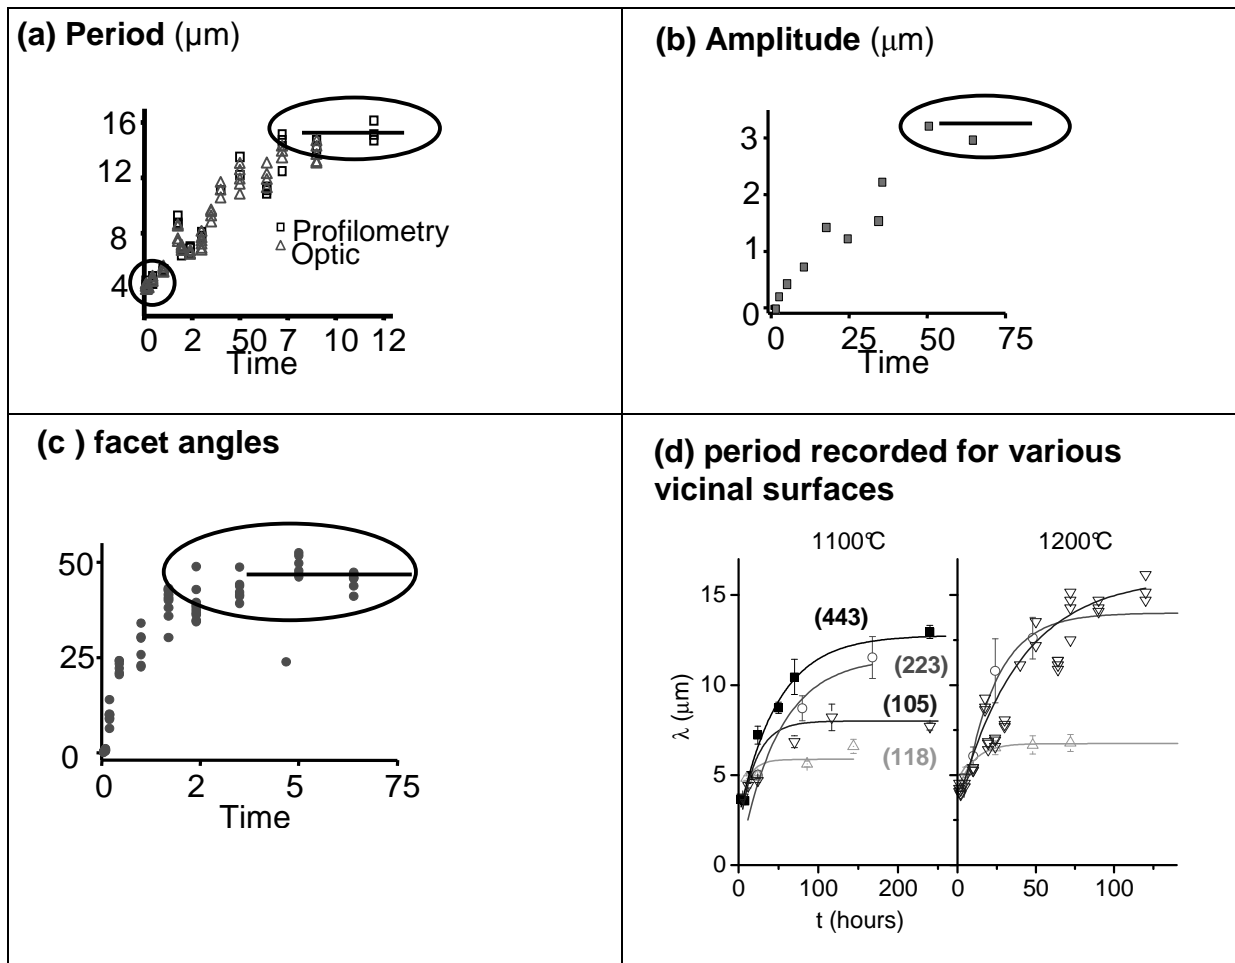 (a) Period (µm)
16
12
8
4
Profilometry
Optic
0 2 50 7 10 12
Time
(b) Amplitude (µm)
3
2
1
0
0 25 50 75
Time
(c ) facet angles
50
25
0
0 2 5 75
Time
(d) period recorded for various
vicinal surfaces
1100°C 1200°C
15
10
5
0
λ (µm)
(443)
(223)
(105)
(118)
0 100 200 0 50 100
t (hours)